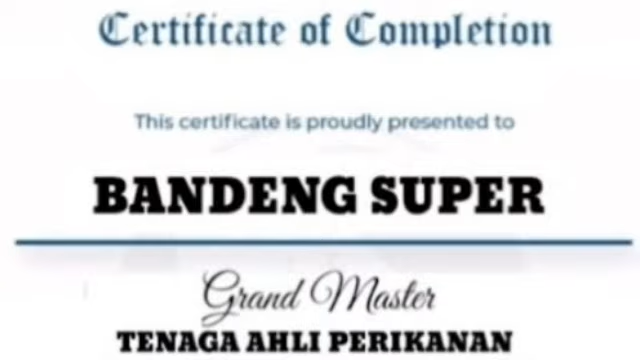 Certificate of Completion
This certificate is proudly presented to
BANDENG SUPER
Grand Master
TENAGA AHLI PERIKANAN